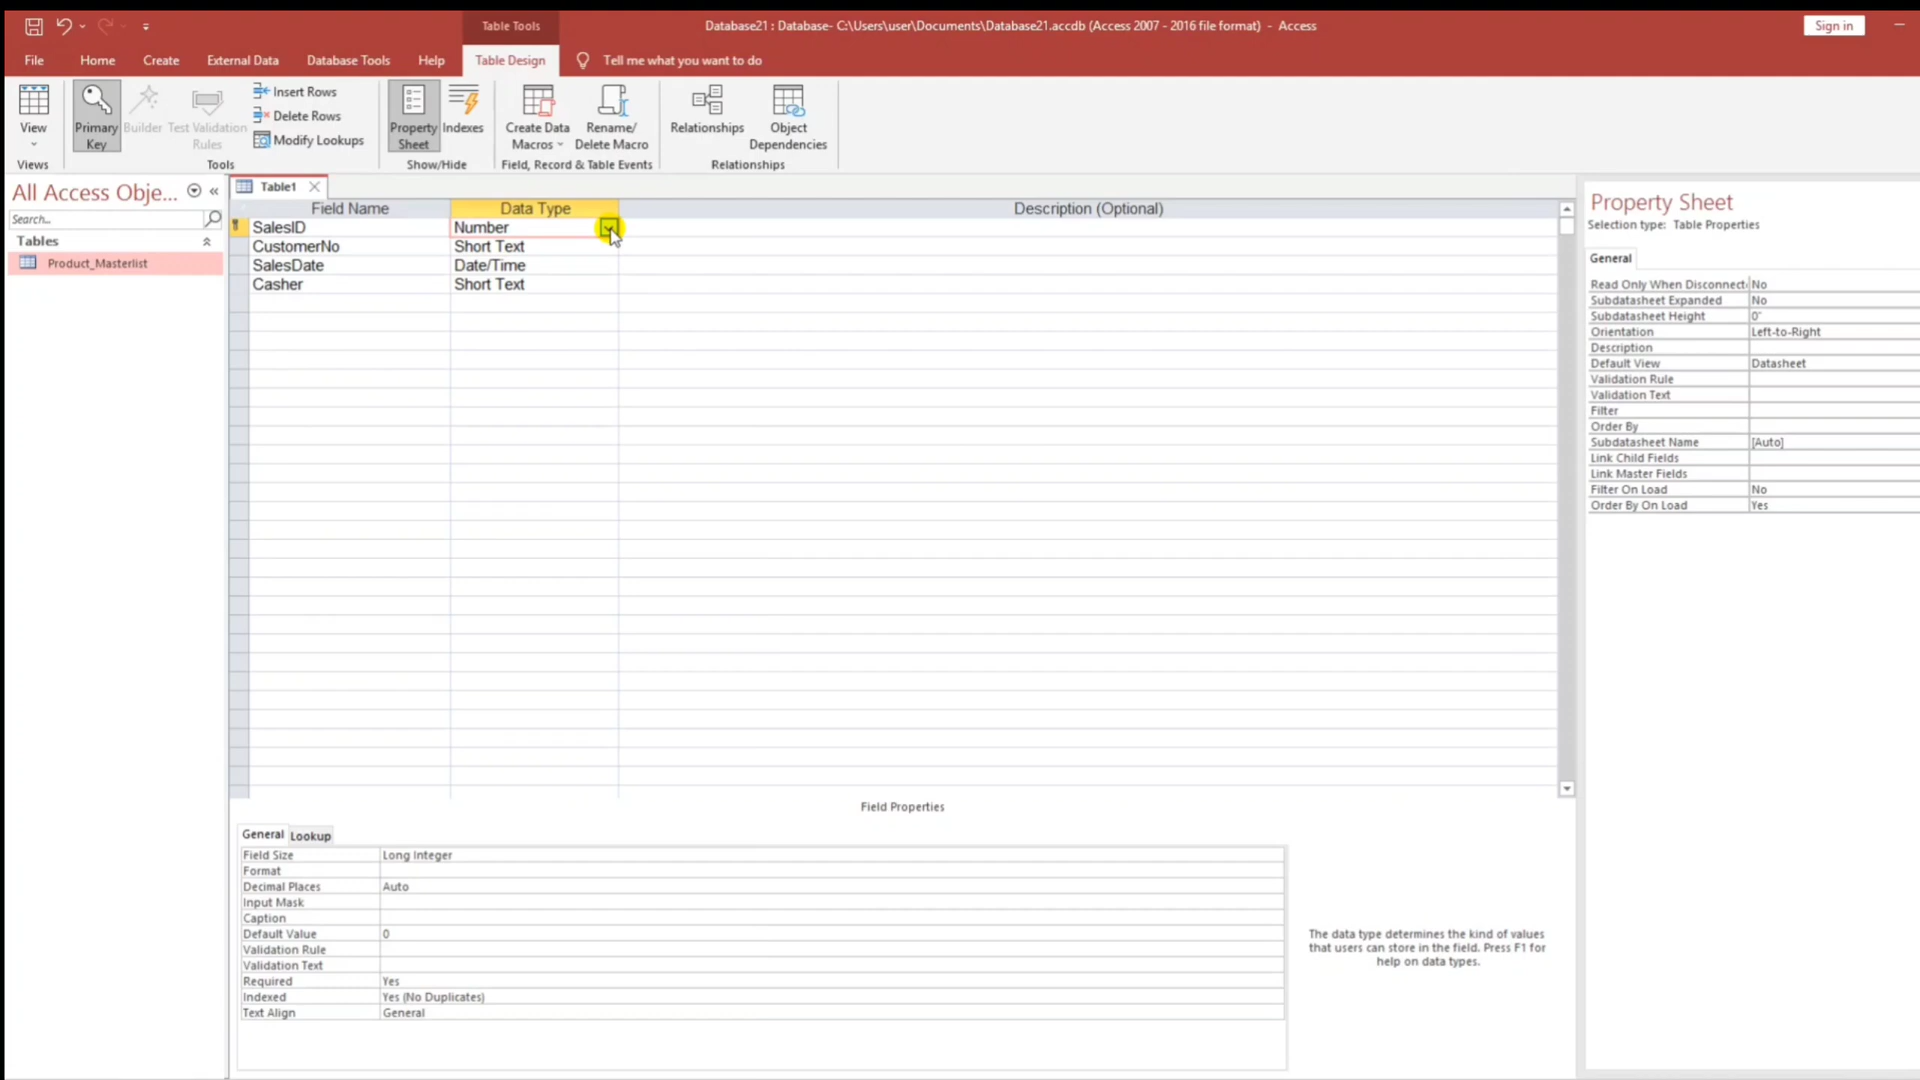 Table Tools
Database21 : Database- C:\Users\user\Documents\Database21.accdb (Access 2007 - 2016 file format) - Access
Sign in
File Home Create External Data Database Tools Help Table Design Tell me what you want to do
View
Primary Key
Builder
Test Validation Rules
Insert Rows
Delete Rows
Modify Lookups
Property Sheet
Indexes
Create Data Macros
Rename/ Delete Macro
Relationships
Object Dependencies
Views
Tools
Show/Hide
Field, Record & Table Events
Relationships
All Access Obje...
Search...
Tables
Product_Masterlist
Table1
Field Name Data Type Description (Optional)
SalesID Number
CustomerNo Short Text
SalesDate Date/Time
Casher Short Text
Field Properties
General Lookup
Field Size Long Integer
Format
Decimal Places Auto
Input Mask
Caption
Default Value 0
Validation Rule
Validation Text
Required Yes
Indexed Yes (No Duplicates)
Text Align General
The data type determines the kind of values
that users can store in the field. Press F1 for
help on data types.
Property Sheet
Selection type: Table Properties
General
Read Only When Disconnect No
Subdatasheet Expanded No
Subdatasheet Height 0"
Orientation Left-to-Right
Description
Default View Datasheet
Validation Rule
Validation Text
Filter
Order By
Subdatasheet Name [Auto]
Link Child Fields
Link Master Fields
Filter On Load No
Order By On Load Yes